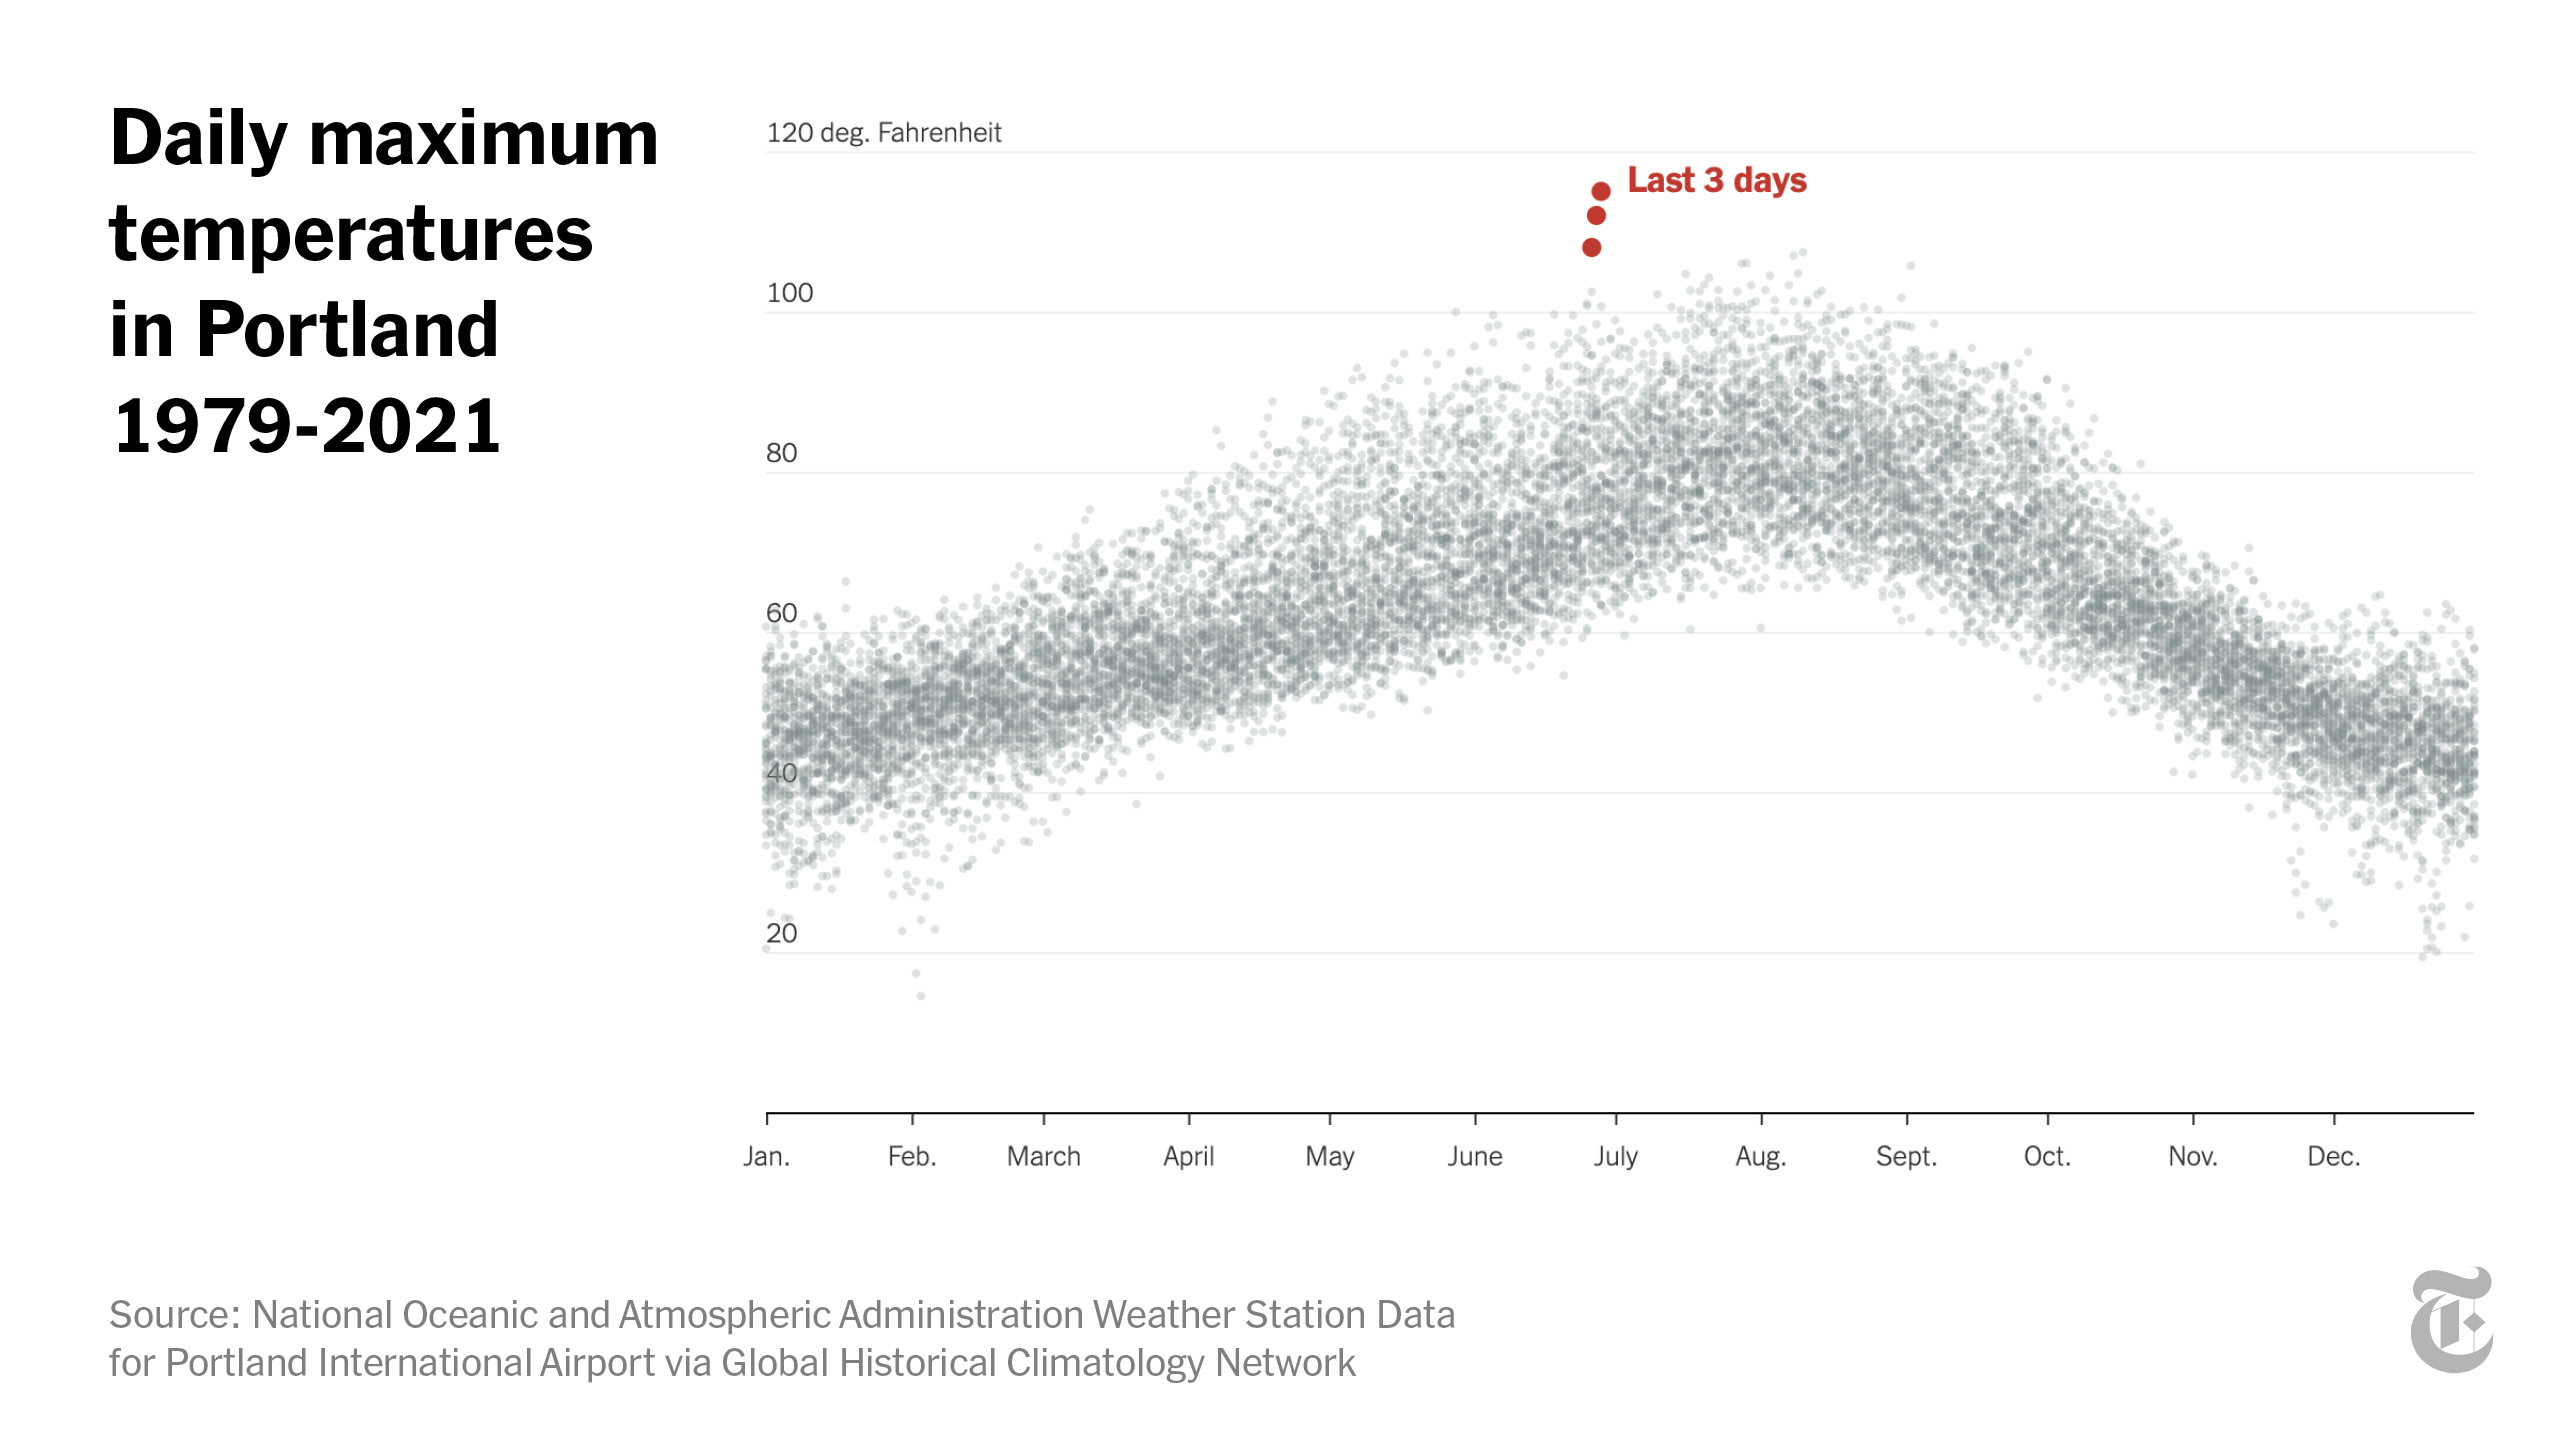 Daily maximum
temperatures
in Portland
1979-2021
120 deg. Fahrenheit
Last 3 days
100
80
60
40
20
Jan. Feb. March April May June July Aug. Sept. Oct. Nov. Dec.
Source: National Oceanic and Atmospheric Administration Weather Station Data
for Portland International Airport via Global Historical Climatology Network
T